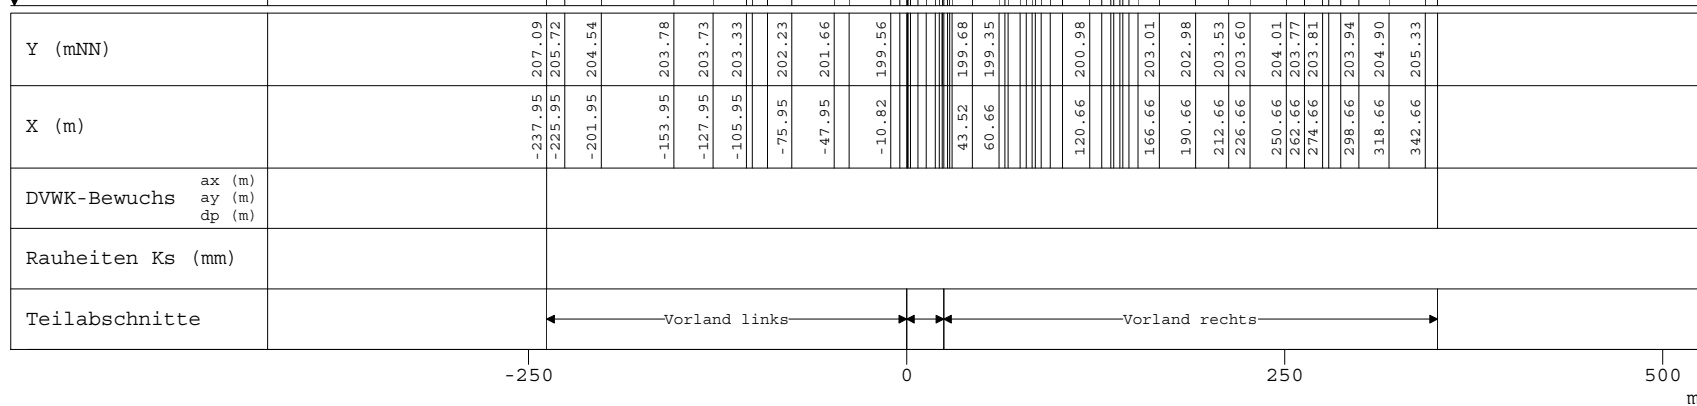 Y (mNN) 207.09 205.72 204.54 203.78 203.73 203.33 202.23 201.66 199.56 199.68 199.35 200.98 203.01 202.98 203.53 203.60 204.01 203.77 203.81 203.94 204.90 205.33
X (m) -237.95 -225.95 -201.95 -153.95 -127.95 -105.95 -75.95 -47.95 -10.82 43.52 60.66 120.66 166.66 190.66 212.66 226.66 250.66 262.66 274.66 298.66 318.66 342.66
ax (m)
DVWK-Bewuchs ay (m)
dp (m)
Rauheiten Ks (mm)
Teilabschnitte Vorland links Vorland rechts
-250 0 250 500
m